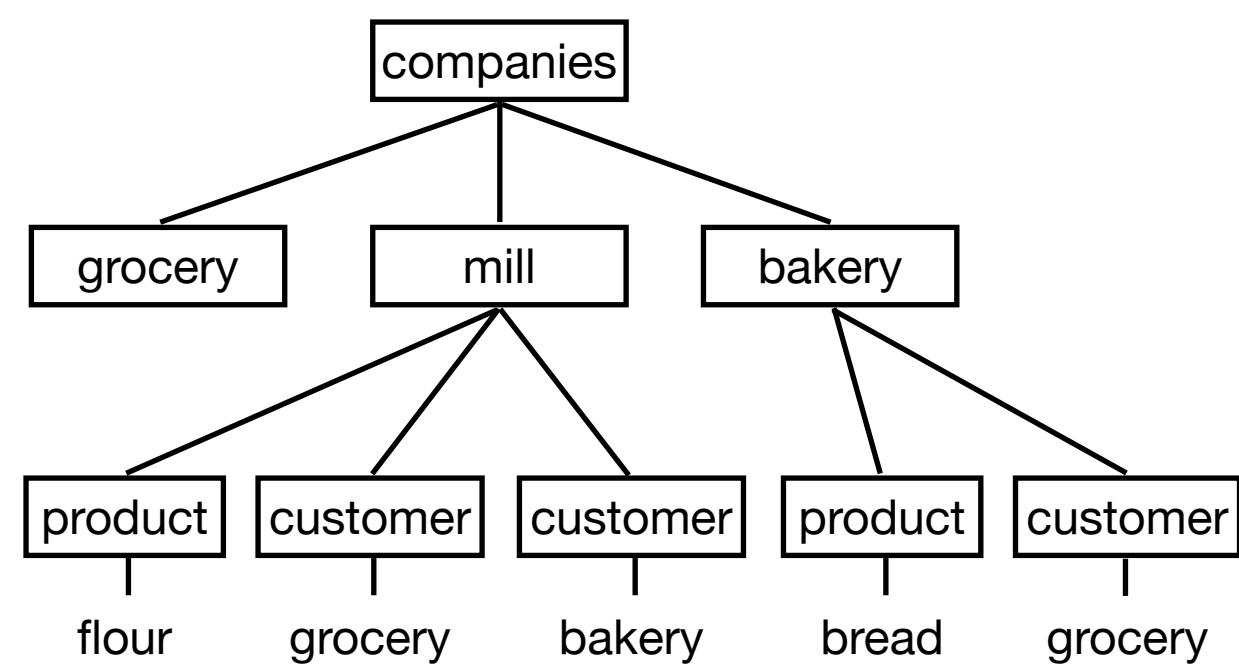 companies
grocery mill bakery
product customer customer product customer
flour grocery bakery bread grocery